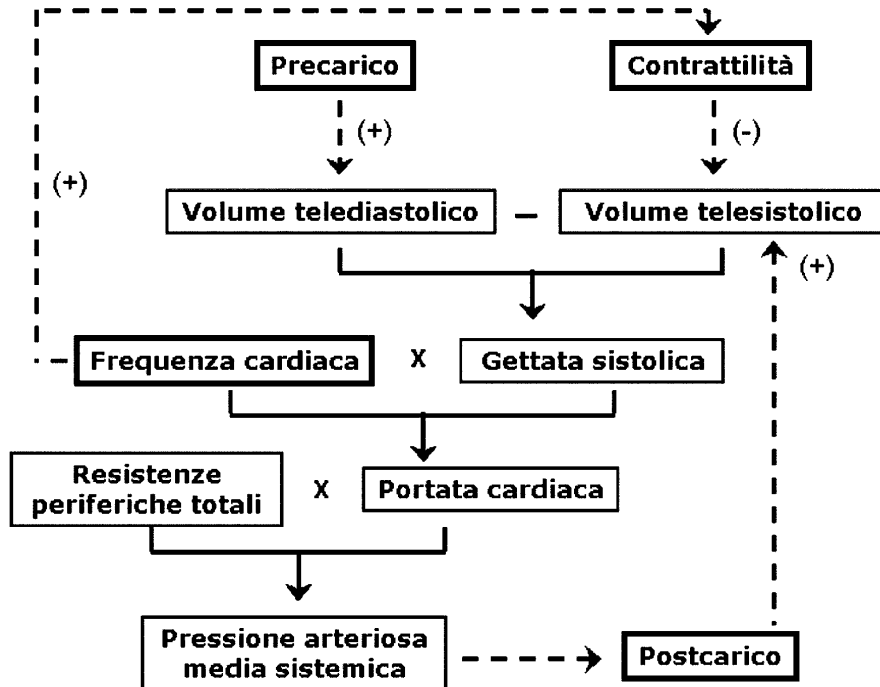 Precarico
Contrattilità
(+)
(-)
(+)
Volume telediastolico – Volume telesistolico
(+)
Frequenza cardiaca X Gettata sistolica
Resistenze
periferiche totali X Portata cardiaca
Pressione arteriosa
media sistemica
Postcarico